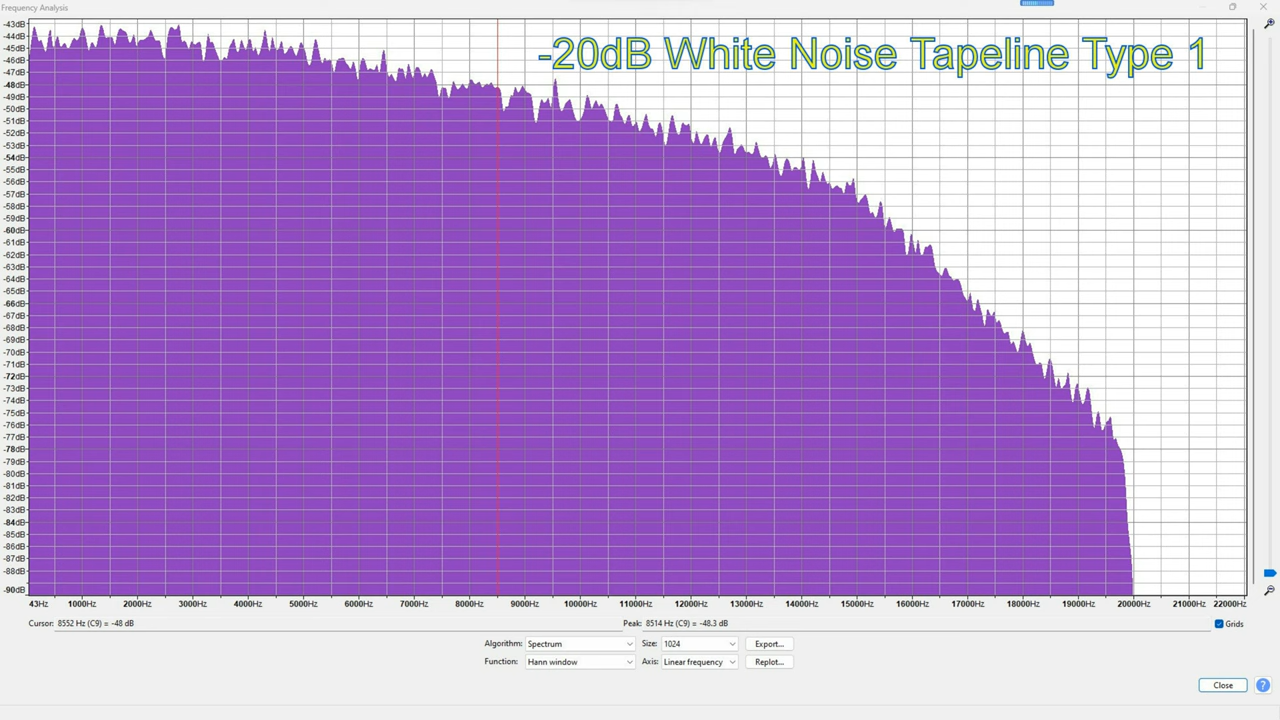 Frequency Analysis
-20dB White Noise Tapeline Type 1
-43dB
-45dB
-46dB
-47dB
-48dB
-49dB
-50dB
-51dB
-52dB
-53dB
-54dB
-55dB
-56dB
-57dB
-58dB
-59dB
-60dB
-61dB
-62dB
-63dB
-64dB
-65dB
-66dB
-67dB
-68dB
-69dB
-70dB
-71dB
-72dB
-73dB
-74dB
-75dB
-76dB
-77dB
-78dB
-79dB
-80dB
-81dB
-82dB
-83dB
-84dB
-85dB
-86dB
-87dB
-88dB
-90dB
43Hz 1000Hz 2000Hz 3000Hz 4000Hz 5000Hz 6000Hz 7000Hz 8000Hz 9000Hz 10000Hz 11000Hz 12000Hz 13000Hz 14000Hz 15000Hz 16000Hz 17000Hz 18000Hz 19000Hz 20000Hz 21000Hz 22000Hz
Cursor: 8552 Hz (C9) = -48 dB Peak: 8514 Hz (C9) = -48.3 dB Grids
Algorithm: Spectrum Size: 1024 Export...
Function: Hann window Axis: Linear frequency Replot...
Close ?